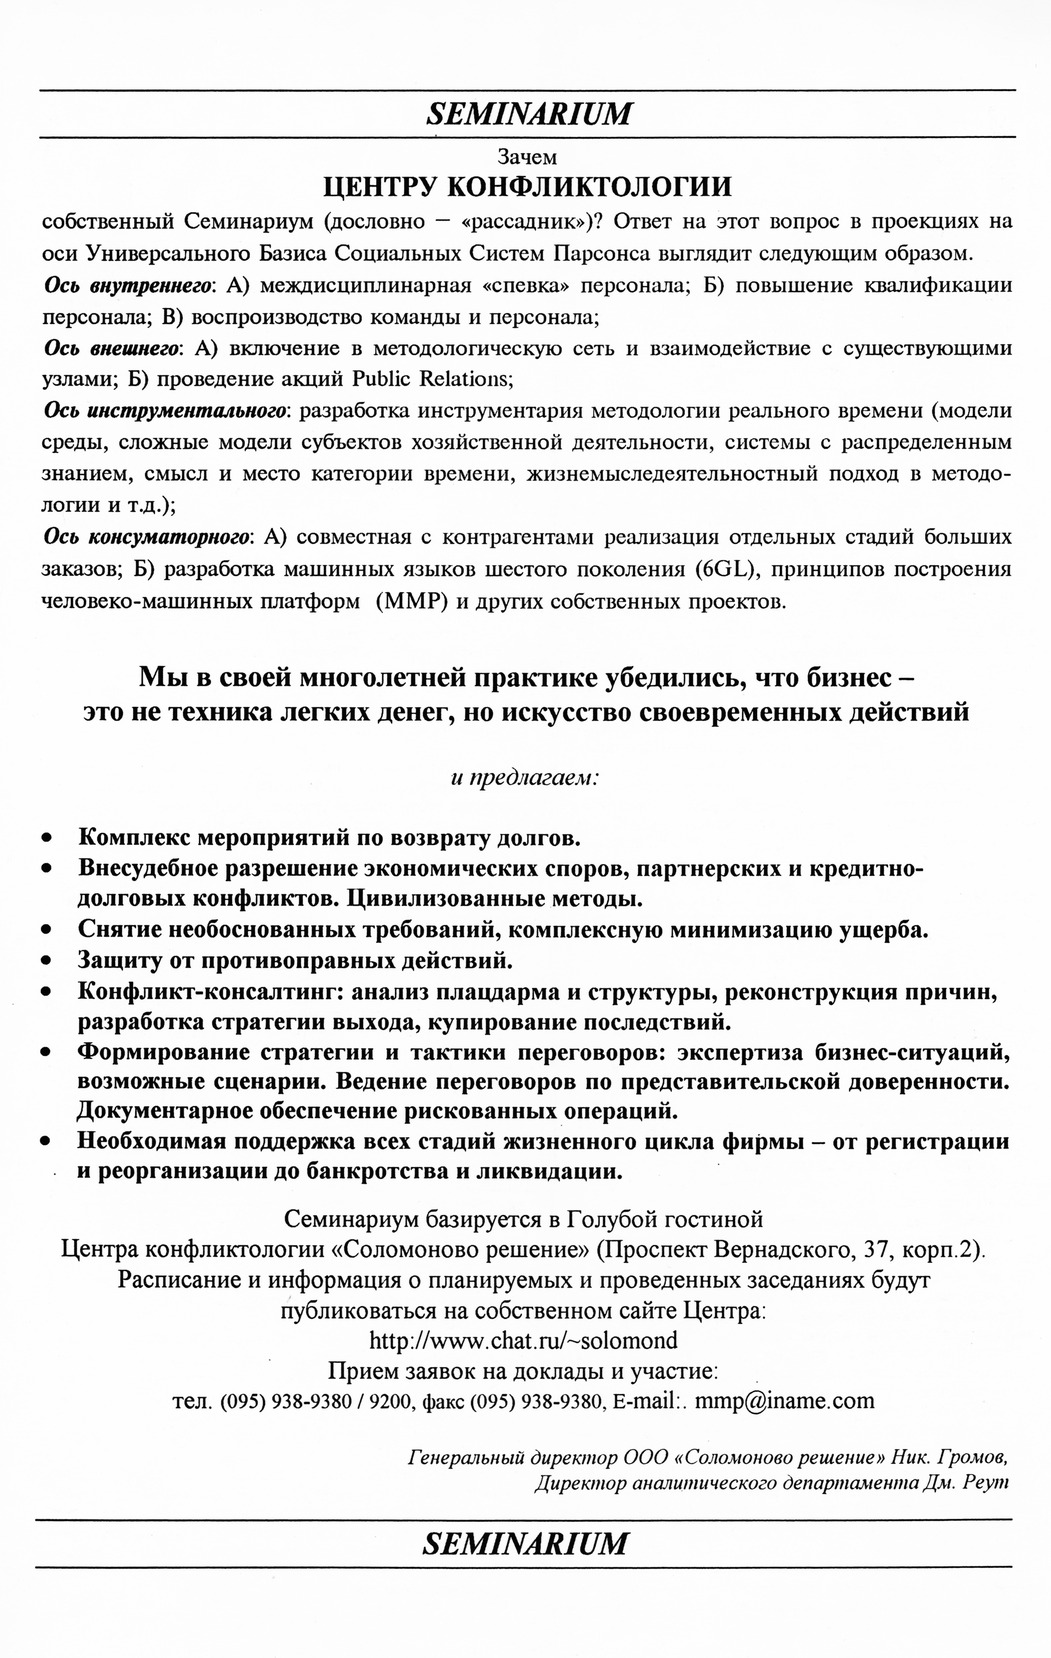 SEMINARIUM
Зачем
ЦЕНТРУ КОНФЛИКТОЛОГИИ
собственный Семинариум (дословно – «рассадник»)? Ответ на этот вопрос в проекциях на
оси Универсального Базиса Социальных Систем Парсонса выглядит следующим образом.
Ось внутреннего: А) междисциплинарная «спевка» персонала; Б) повышение квалификации
персонала; В) воспроизводство команды и персонала;
Ось внешнего: А) включение в методологическую сеть и взаимодействие с существующими
узлами; Б) проведение акций Public Relations;
Ось инструментального: разработка инструментария методологии реального времени (модели
среды, сложные модели субъектов хозяйственной деятельности, системы с распределенным
знанием, смысл и место категории времени, жизнемыследеятельностный подход в методо-
логии и т.д.);
Ось консуматорного: А) совместная с контрагентами реализация отдельных стадий больших
заказов; Б) разработка машинных языков шестого поколения (6GL), принципов построения
человеко-машинных платформ (ММР) и других собственных проектов.
Мы в своей многолетней практике убедились, что бизнес –
это не техника легких денег, но искусство своевременных действий
и предлагаем:
• Комплекс мероприятий по возврату долгов.
• Внесудебное разрешение экономических споров, партнерских и кредитно-
долговых конфликтов. Цивилизованные методы.
• Снятие необоснованных требований, комплексную минимизацию ущерба.
• Защиту от противоправных действий.
• Конфликт-консалтинг: анализ плацдарма и структуры, реконструкция причин,
разработка стратегии выхода, купирование последствий.
• Формирование стратегии и тактики переговоров: экспертиза бизнес-ситуаций,
возможные сценарии. Ведение переговоров по представительской доверенности.
Документарное обеспечение рискованных операций.
• Необходимая поддержка всех стадий жизненного цикла фирмы – от регистрации
и реорганизации до банкротства и ликвидации.
Семинариум базируется в Голубой гостиной
Центра конфликтологии «Соломоново решение» (Проспект Вернадского, 37, корп.2).
Расписание и информация о планируемых и проведенных заседаниях будут
публиковаться на собственном сайте Центра:
http://www.chat.ru/~solomond
Прием заявок на доклады и участие:
тел. (095) 938-9380 / 9200, факс (095) 938-9380, E-mail:. mmp@iname.com
Генеральный директор ООО «Соломоново решение» Ник. Громов,
Директор аналитического департамента Дм. Реут
SEMINARIUM